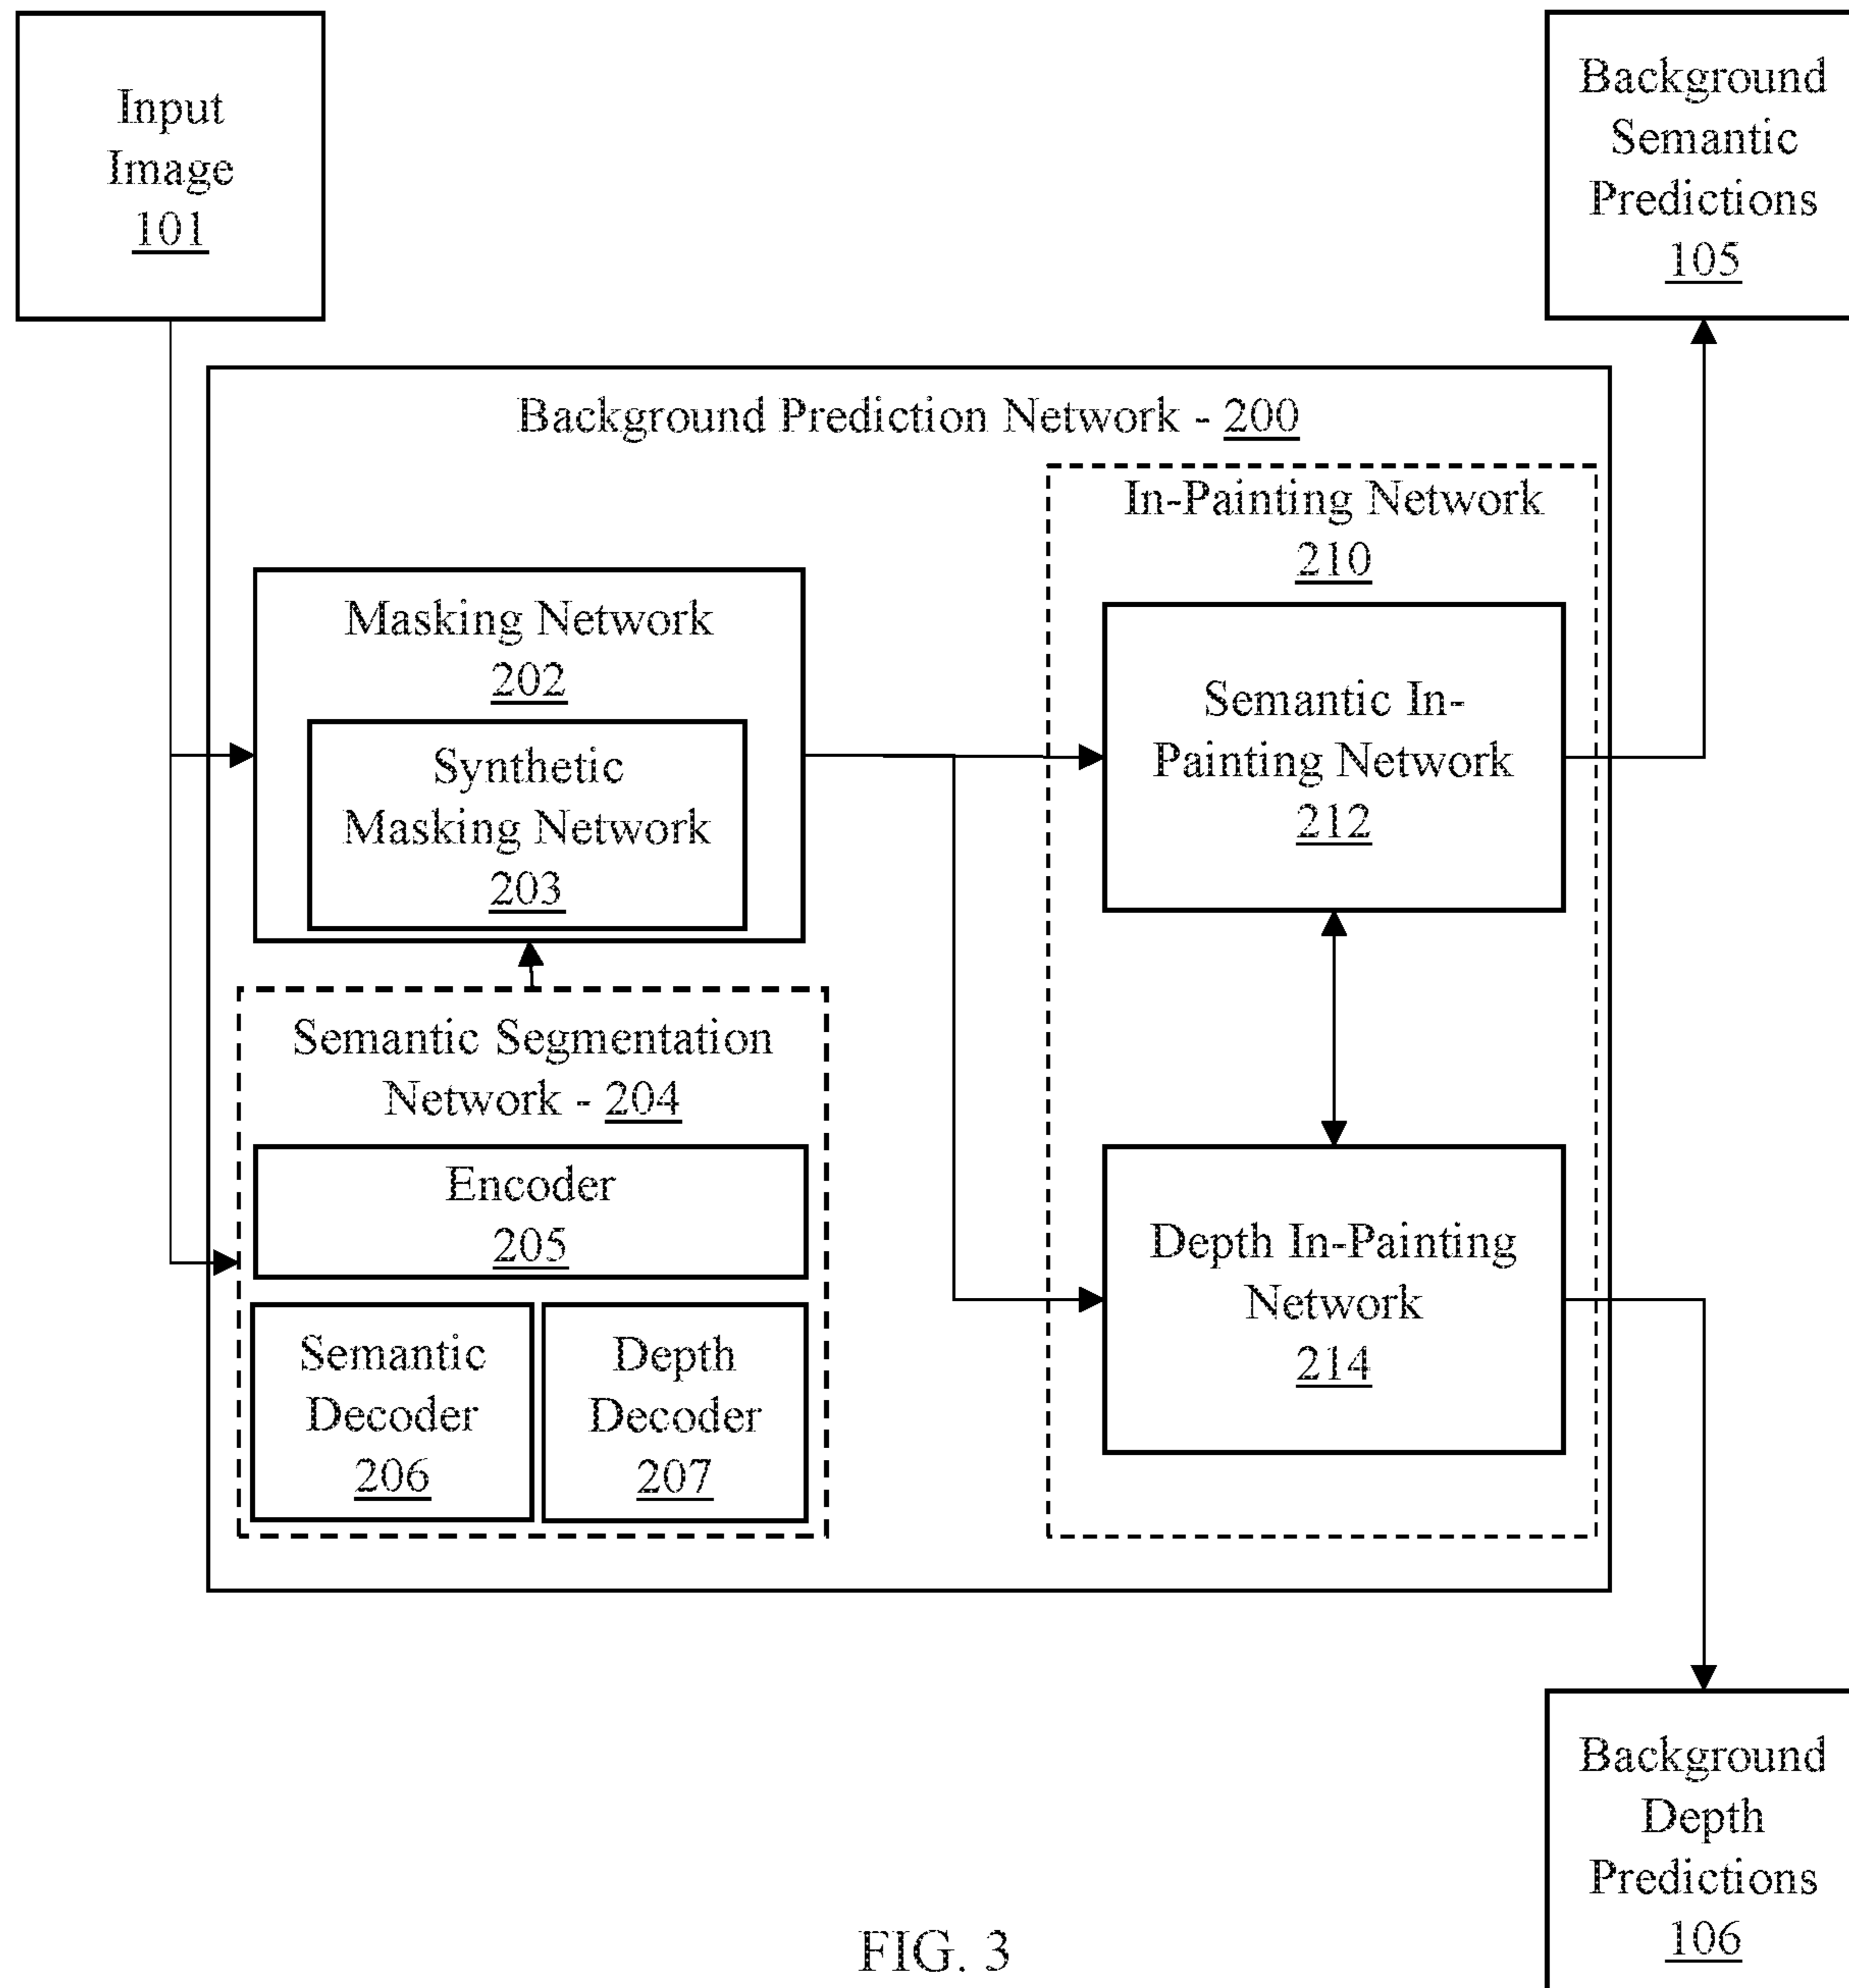 Input
Image
101
Background
Semantic
Predictions
105
Background Prediction Network - 200
In-Painting Network
210
Masking Network
202
Synthetic
Masking Network
203
Semantic In-
Painting Network
212
Semantic Segmentation
Network - 204
Encoder
205
Semantic
Decoder
206
Depth
Decoder
207
Depth In-Painting
Network
214
Background
Depth
Predictions
106
FIG. 3